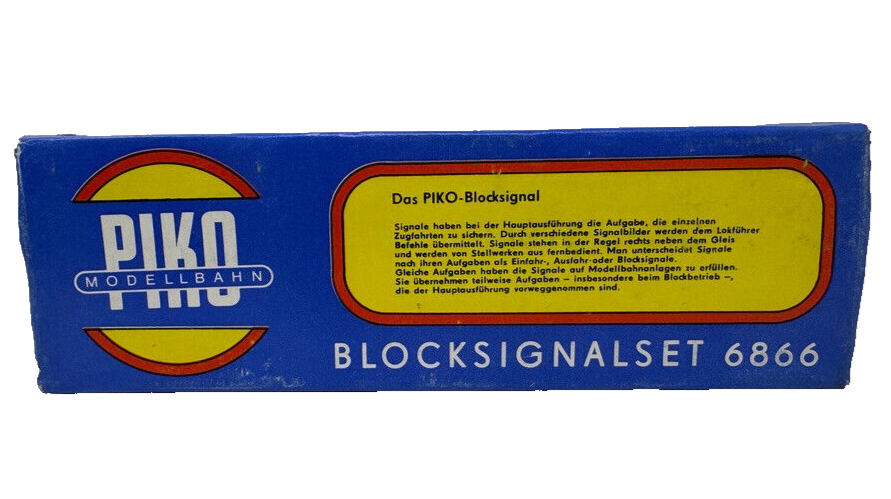 PIKO
MODELLBAHN
Das PIKO-Blocksignal
Signale haben bei der Hauptausführung die Aufgabe, die einzelnen
Zugfahrten zu sichern. Durch verschiedene Signalbilder werden dem Lokführer
Befehle übermittelt. Signale stehen in der Regel rechts neben dem Gleis
und werden von Stellwerken aus fernbedient. Man unterscheidet Signale
nach ihren Aufgaben als Einfahr-, Ausfahr-oder Blocksignale.
Gleiche Aufgaben haben die Signale auf Modellbahnanlagen zu erfüllen.
Sie übernehmen teilweise Aufgaben – insbesondere beim Blockbetrieb –,
die der Hauptausführung vorweggenommen sind.
BLOCKSIGNALSET 6866